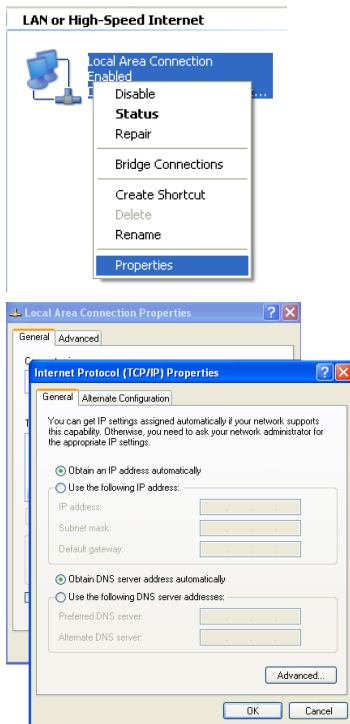 LAN or High-Speed Internet
Local Area Connection
Enabled
Disable
Status
Repair
Bridge Connections
Create Shortcut
Delete
Rename
Properties
Local Area Connection Properties
General Advanced
Internet Protocol (TCP/IP) Properties
General Alternate Configuration
You can get IP settings assigned automatically if your network supports
this capability. Otherwise, you need to ask your network administrator for
the appropriate IP settings.
Obtain an IP address automatically
Use the following IP address:
IP address:
Subnet mask:
Default gateway:
Obtain DNS server address automatically
Use the following DNS server addresses:
Preferred DNS server:
Alternate DNS server:
Advanced...
OK Cancel